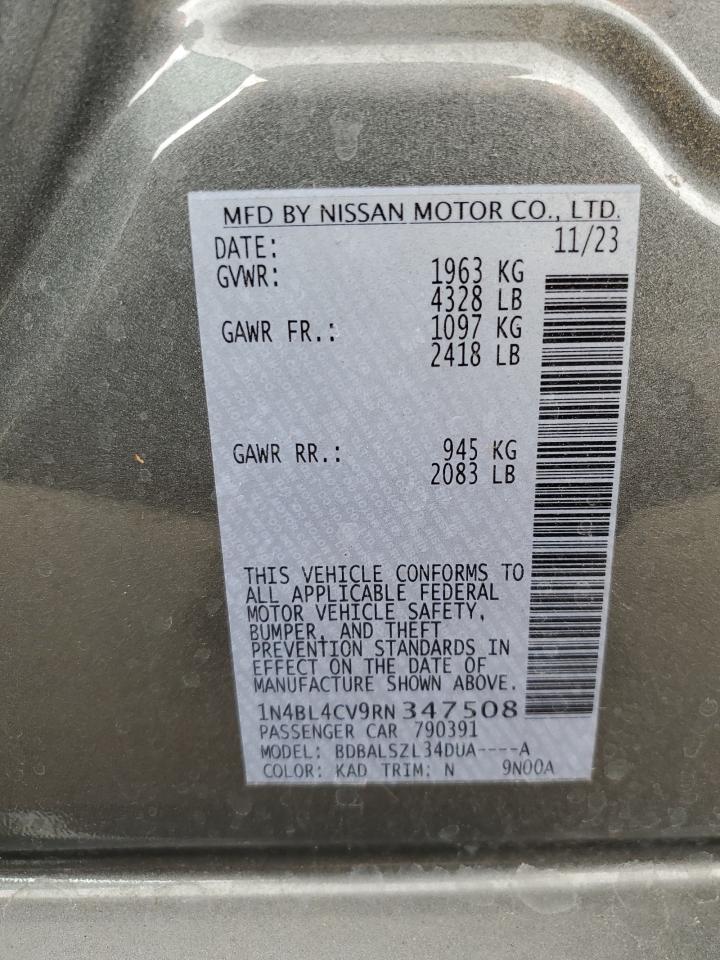 MFD BY NISSAN MOTOR CO., LTD.
DATE: 11/23
GVWR: 1963 KG
4328 LB
GAWR FR.: 1097 KG
2418 LB
GAWR RR.: 945 KG
2083 LB
THIS VEHICLE CONFORMS TO
ALL APPLICABLE FEDERAL
MOTOR VEHICLE SAFETY,
BUMPER, AND THEFT
PREVENTION STANDARDS IN
EFFECT ON THE DATE OF
MANUFACTURE SHOWN ABOVE.
1N4BL4CV9RN347508
PASSENGER CAR 790391
MODEL: BDBALSZL34DUA----A
COLOR: KAD TRIM: N 9N00A